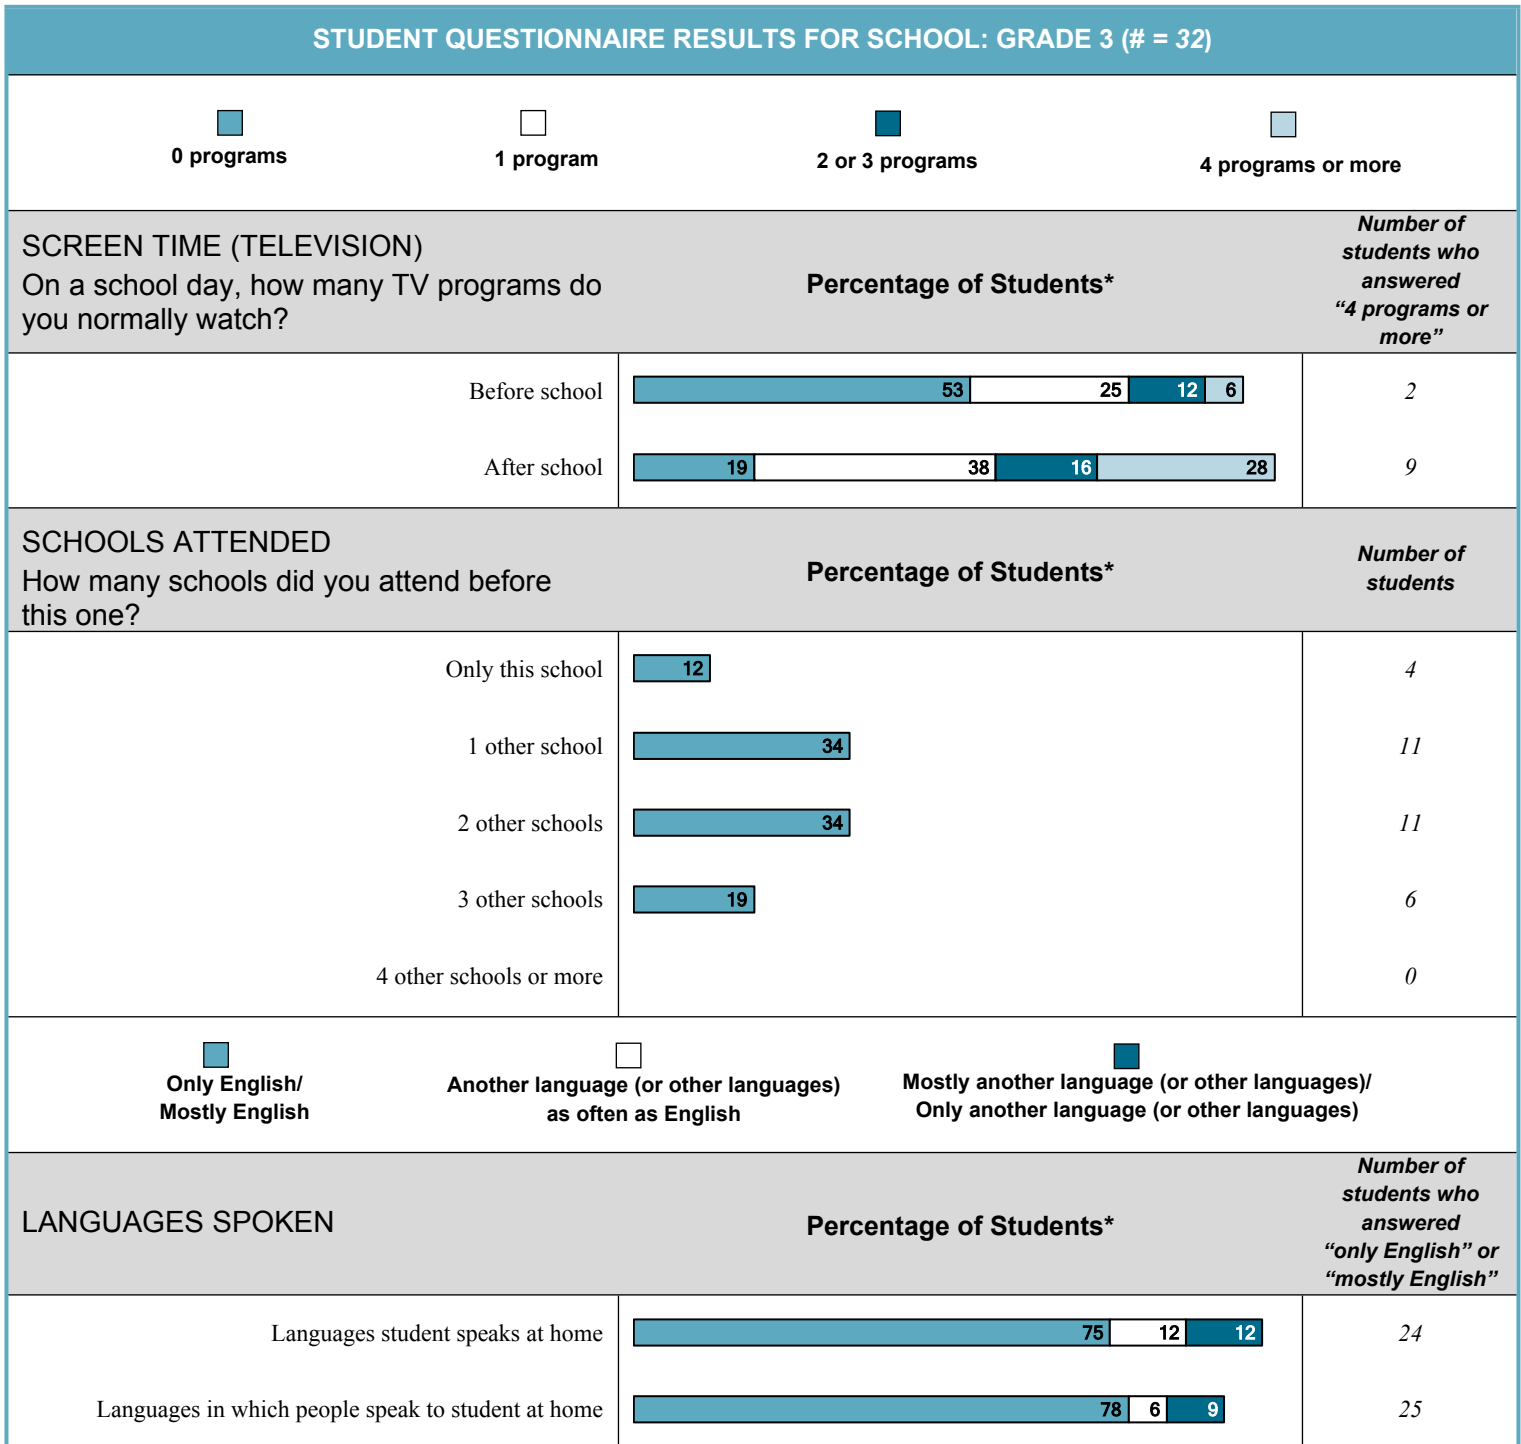 STUDENT QUESTIONNAIRE RESULTS FOR SCHOOL: GRADE 3 (# = 32)
0 programs
1 program
2 or 3 programs
4 programs or more
SCREEN TIME (TELEVISION)
On a school day, how many TV programs do
you normally watch?
Percentage of Students*
Number of
students who
answered
“4 programs or
more”
Before school
53 25 12 6
2
After school
19 38 16 28
9
SCHOOLS ATTENDED
How many schools did you attend before
this one?
Percentage of Students*
Number of
students
Only this school
12
4
1 other school
34
11
2 other schools
34
11
3 other schools
19
6
4 other schools or more
0
Only English/
Mostly English
Another language (or other languages)
as often as English
Mostly another language (or other languages)/
Only another language (or other languages)
LANGUAGES SPOKEN
Percentage of Students*
Number of
students who
answered
“only English” or
“mostly English”
Languages student speaks at home
75 12 12
24
Languages in which people speak to student at home
78 6 9
25